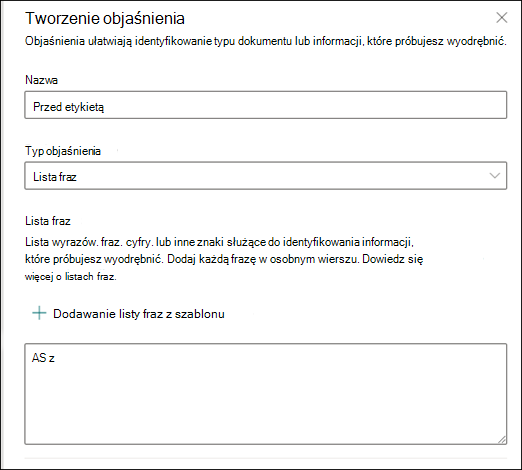 Tworzenie objaśnienia
Objaśnienia ułatwiają identyfikowanie typu dokumentu lub informacji, które próbujesz wyodrębnić.
Nazwa
Przed etykietą
Typ objaśnienia
Lista fraz
Lista fraz
Lista wyrazów. fraz. cyfry. lub inne znaki służące do identyfikowania informacji,
które próbujesz wyodrębnić. Dodaj każdą frazę w osobnym wierszu. Dowiedz się
więcej o listach fraz.
Dodawanie listy fraz z szablonu
AS z